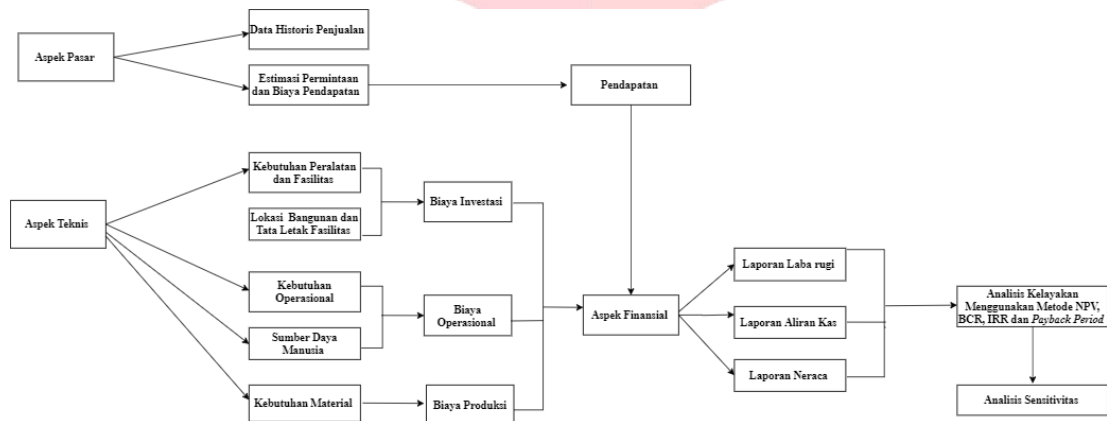 Aspek Pasar
Data Historis Penjualan
Estimasi Permintaan
dan Biaya Pendapatan
Pendapatan
Aspek Teknis
Kebutuhan Peralatan
dan Fasilitas
Lokasi Bangunan dan
Tata Letak Fasilitas
Biaya Investasi
Kebutuhan
Operasional
Sumber Daya
Manusia
Biaya
Operasional
Kebutuhan Material
Biaya Produksi
Aspek Finansial
Laporan Laba rugi
Laporan Aliran Kas
Laporan Neraca
Analisis Kelayakan
Menggunakan Metode NPV,
BCR, IRR dan Payback Period
Analisis Sensitivitas